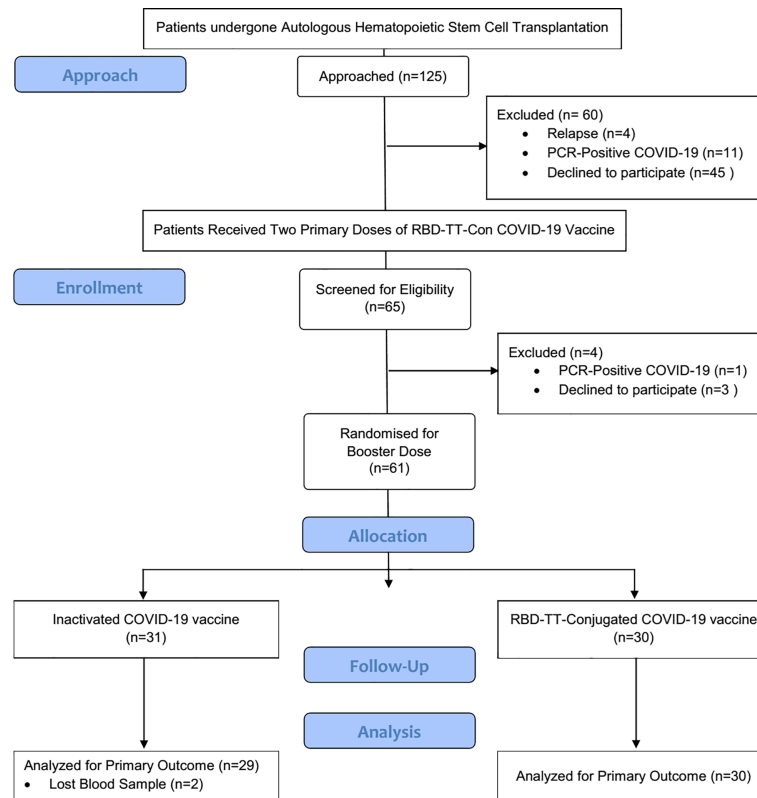 Patients undergone Autologous Hematopoietic Stem Cell Transplantation
Approach
Approached (n=125)
Excluded (n= 60)
• Relapse (n=4)
• PCR-Positive COVID-19 (n=11)
• Declined to participate (n=45 )
Patients Received Two Primary Doses of RBD-TT-Con COVID-19 Vaccine
Enrollment
Screened for Eligibility
(n=65)
Excluded (n=4)
• PCR-Positive COVID-19 (n=1)
• Declined to participate (n=3 )
Randomised for
Booster Dose
(n=61)
Allocation
Inactivated COVID-19 vaccine
(n=31)
RBD-TT-Conjugated COVID-19 vaccine
(n=30)
Follow-Up
Analysis
Analyzed for Primary Outcome (n=29)
• Lost Blood Sample (n=2)
Analyzed for Primary Outcome (n=30)